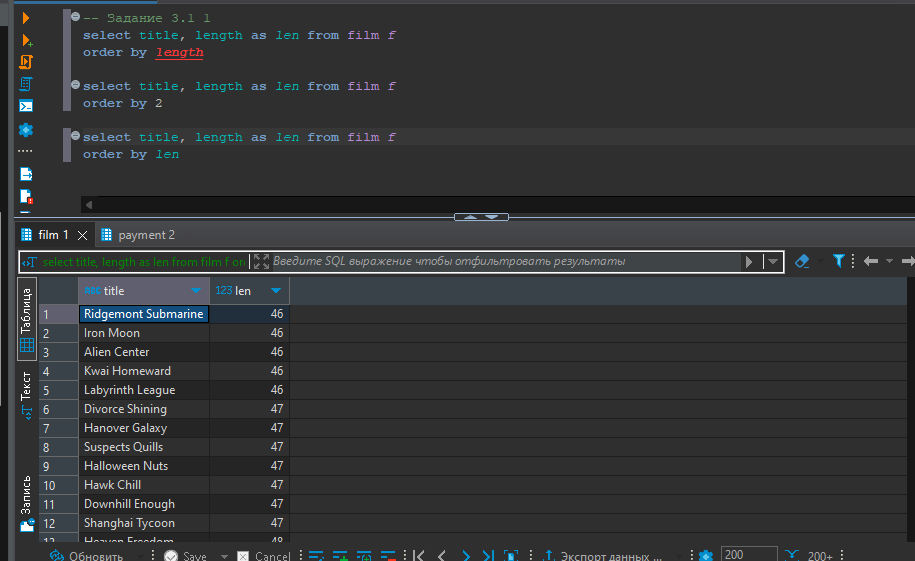 -- Задание 3.1 1
select title, length as len from film f
order by length
select title, length as len from film f
order by 2
select title, length as len from film f
order by len
film 1
payment 2
select title, length as len from film f
Введите SQL выражение чтобы отфильтровать результаты
Таблица
Текст
Запись
ABC title
123 len
1 Ridgemont Submarine 46
2 Iron Moon 46
3 Alien Center 46
4 Kwai Homeward 46
5 Labyrinth League 46
6 Divorce Shining 47
7 Hanover Galaxy 47
8 Suspects Quills 47
9 Halloween Nuts 47
10 Hawk Chill 47
11 Downhill Enough 47
12 Shanghai Tycoon 47
13 Heaven Freedom 48
Обновить
Save
Cancel
Экспорт данных ...
200
200+